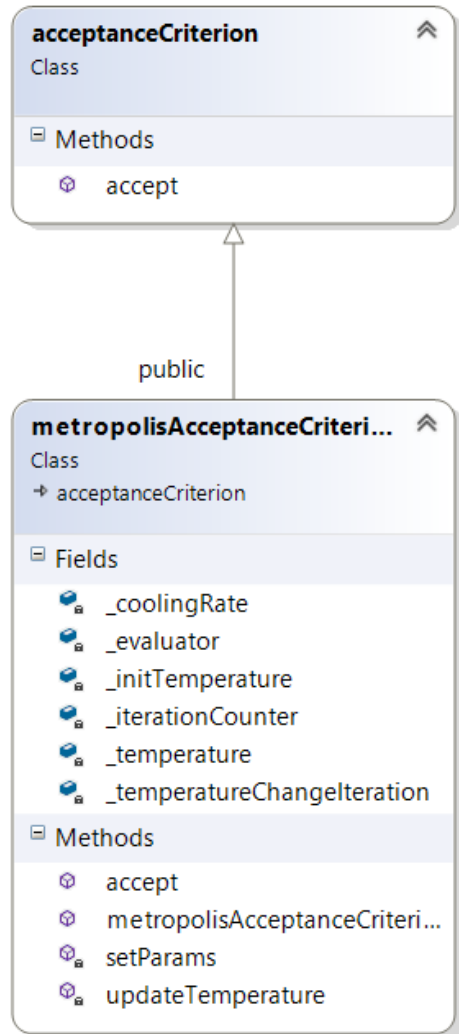 acceptanceCriterion
Class
Methods
accept
public
metropolisAcceptanceCriteri...
Class
acceptanceCriterion
Fields
_coolingRate
_evaluator
_initTemperature
_iterationCounter
_temperature
_temperatureChangeIteration
Methods
accept
metropolisAcceptanceCriteri...
setParams
updateTemperature